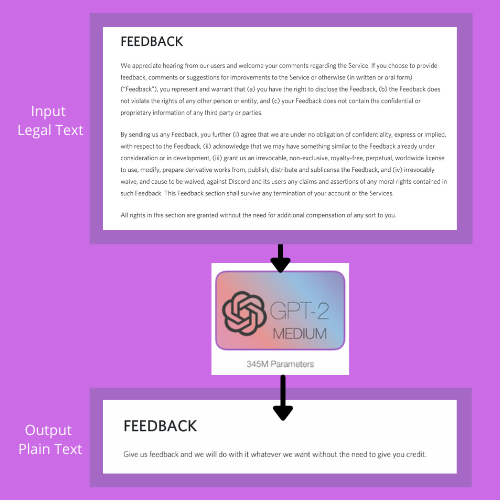 FEEDBACK
We appreciate hearing from our users and welcome your comments regarding the Service. If you choose to provide
feedback, comments or suggestions for improvements to the Service or otherwise (in written or oral form)
("Feedback"), you represent and warrant that (a) you have the right to disclose the Feedback, (b) the Feedback does
not violate the rights of any other person or entity, and (c) your Feedback does not contain the confidential or
proprietary information of any third party or parties.
Input
Legal Text
By sending us any Feedback, you further (i) agree that we are under no obligation of confidentiality, express or implied,
with respect to the Feedback, (ii) acknowledge that we may have something similar to the Feedback already under
consideration or in development, (iii) grant us an irrevocable, non-exclusive, royalty-free, perpetual, worldwide license
to use, modify, prepare derivative works from, publish, distribute and sublicense the Feedback, and (iv) irrevocably
waive, and cause to be waived, against Discord and its users any claims and assertions of any moral rights contained in
such Feedback. This Feedback section shall survive any termination of your account or the Services.
All rights in this section are granted without the need for additional compensation of any sort to you.
GPT-2
MEDIUM
345M Parameters
Output
Plain Text
FEEDBACK
Give us feedback and we will do with it whatever we want without the need to give you credit.